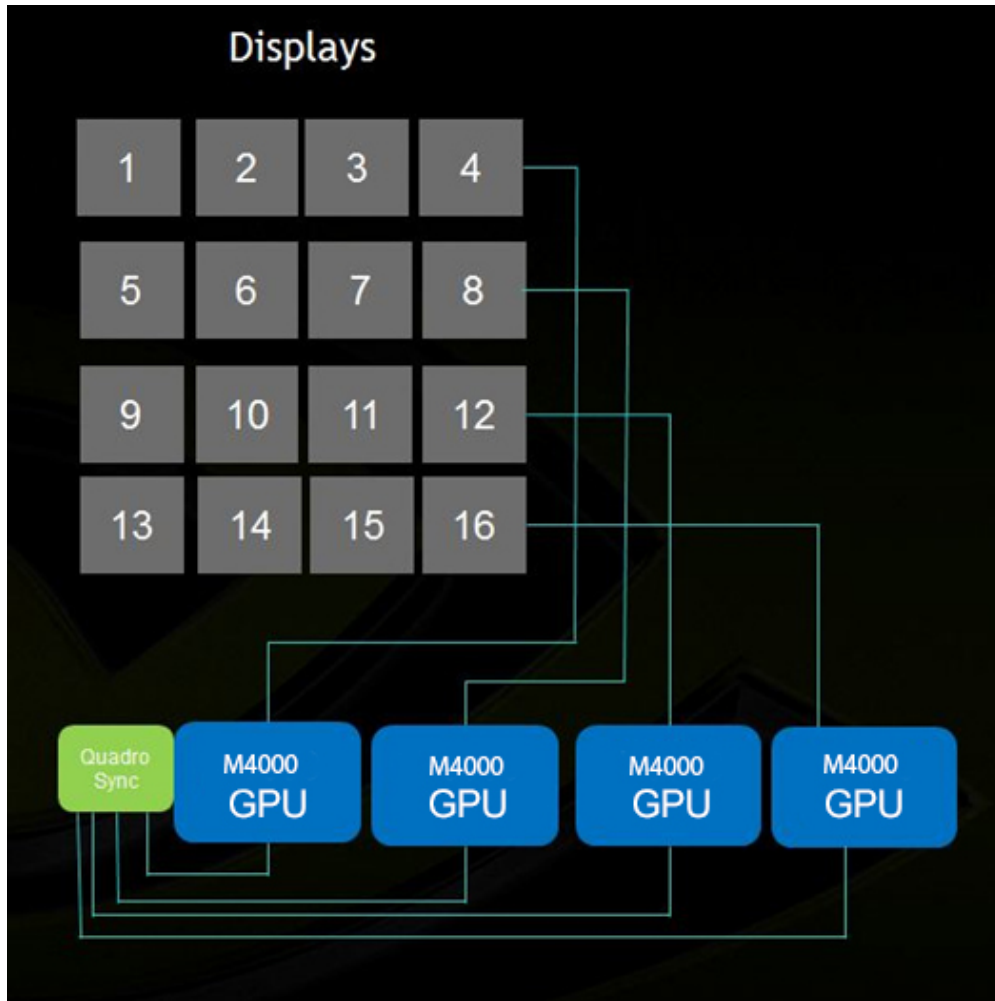 Displays
1 2 3 4
5 6 7 8
9 10 11 12
13 14 15 16
Quadro
Sync
M4000
GPU
M4000
GPU
M4000
GPU
M4000
GPU